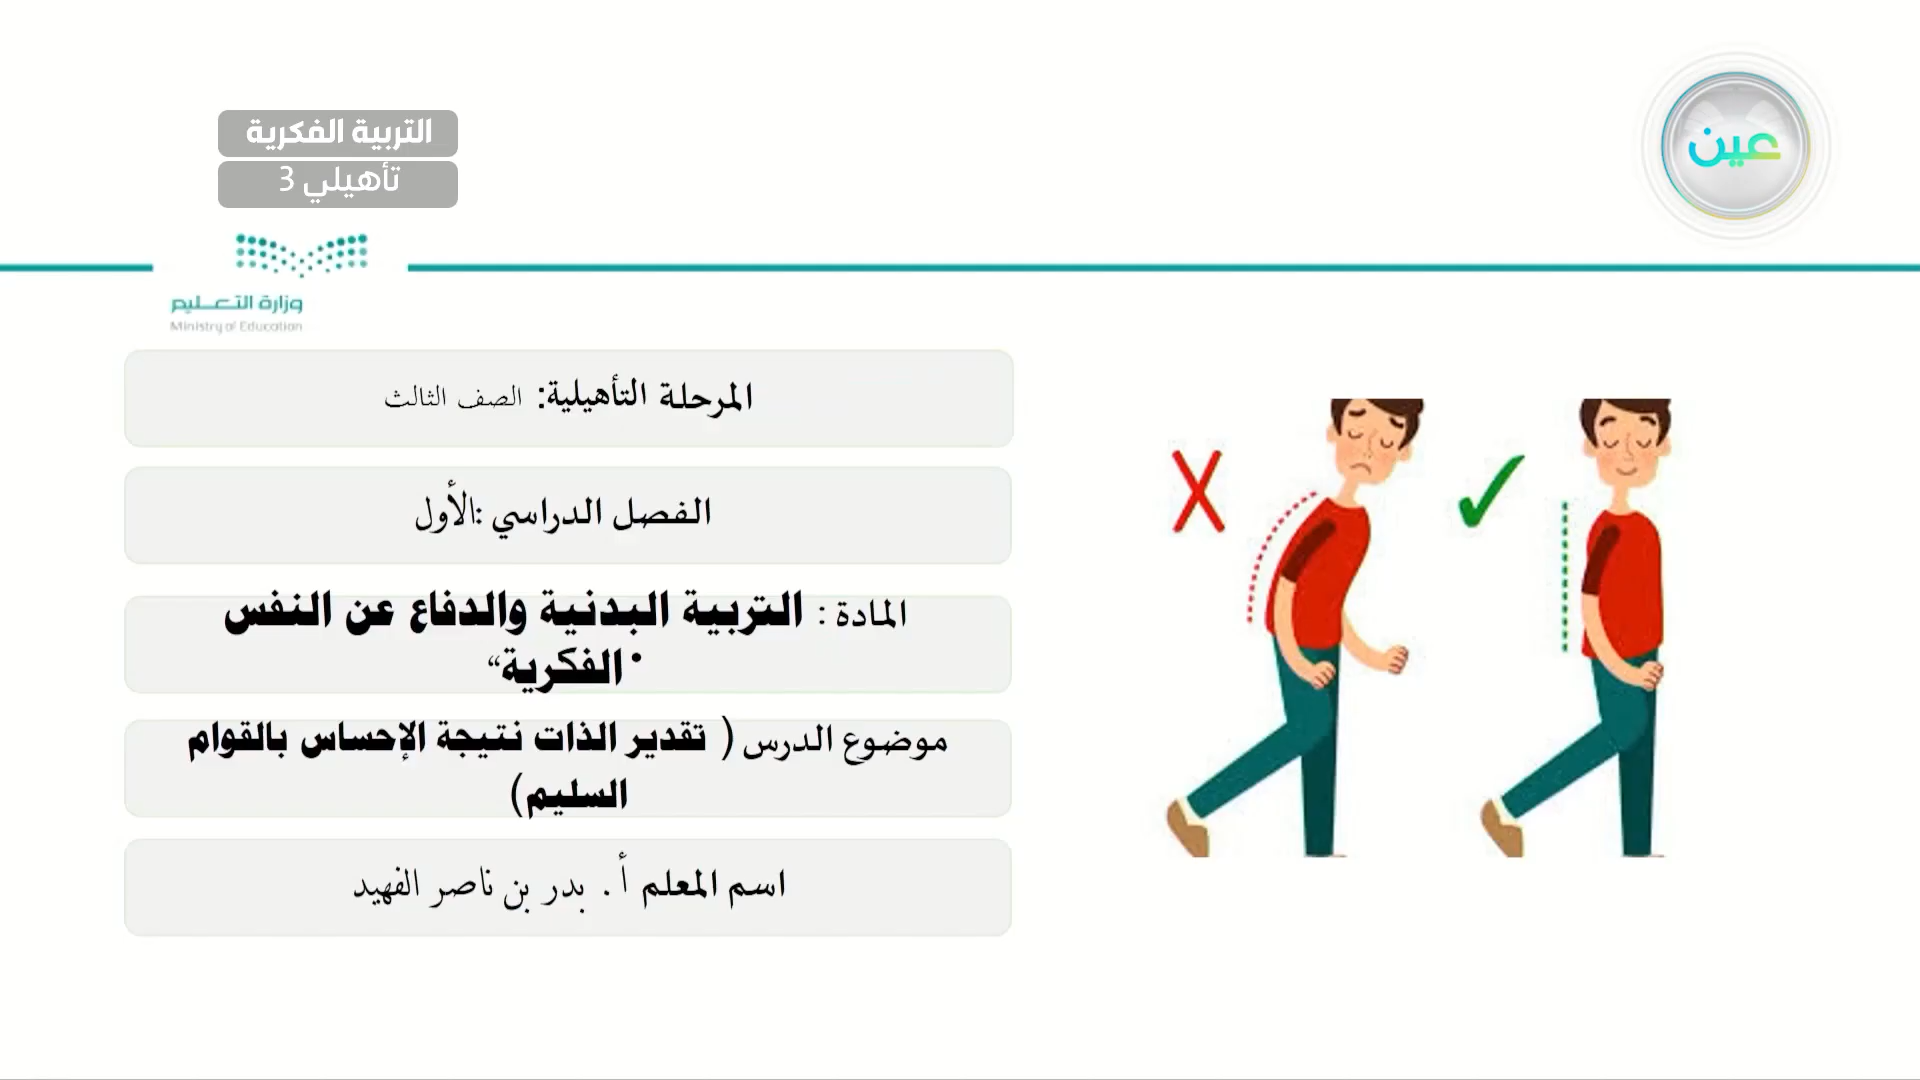 عين
التربية الفكرية
تأهيلي 3
وزارة التعليم
Ministry of Education
المرحلة التأهيلية: الصف الثالث
الفصل الدراسي :الأول
المادة : التربية البدنية والدفاع عن النفس
"الفكرية“
موضوع الدرس ( تقدير الذات نتيجة الإحساس بالقوام
السليم)
اسم المعلم أ. بدر بن ناصر الفهيد